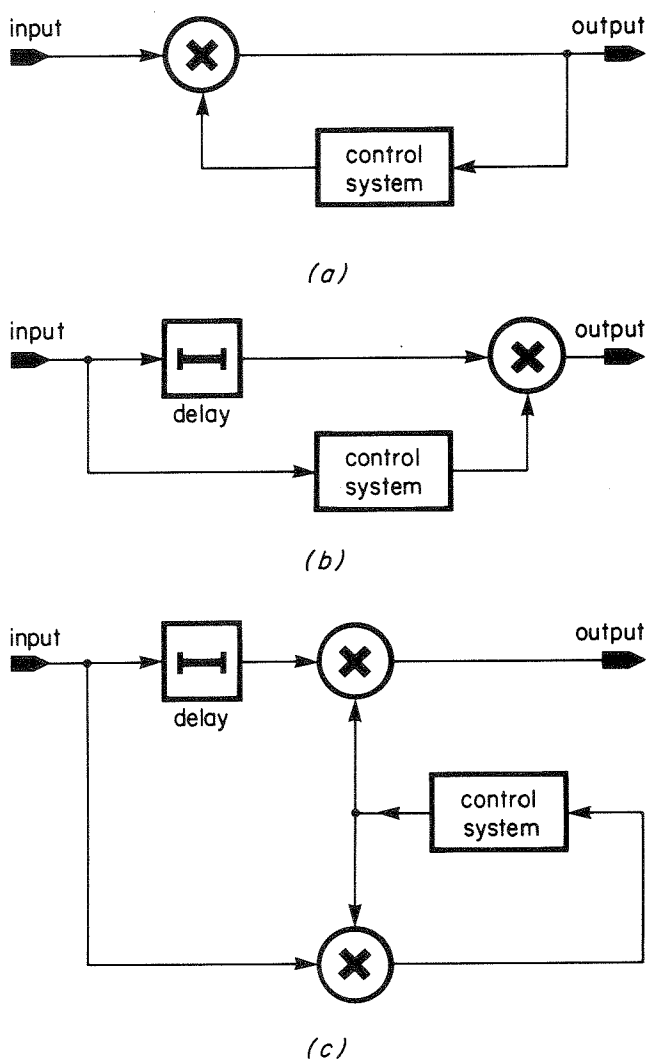 input
output
control
system
(a)
input
output
delay
control
system
(b)
input
output
delay
control
system
(c)